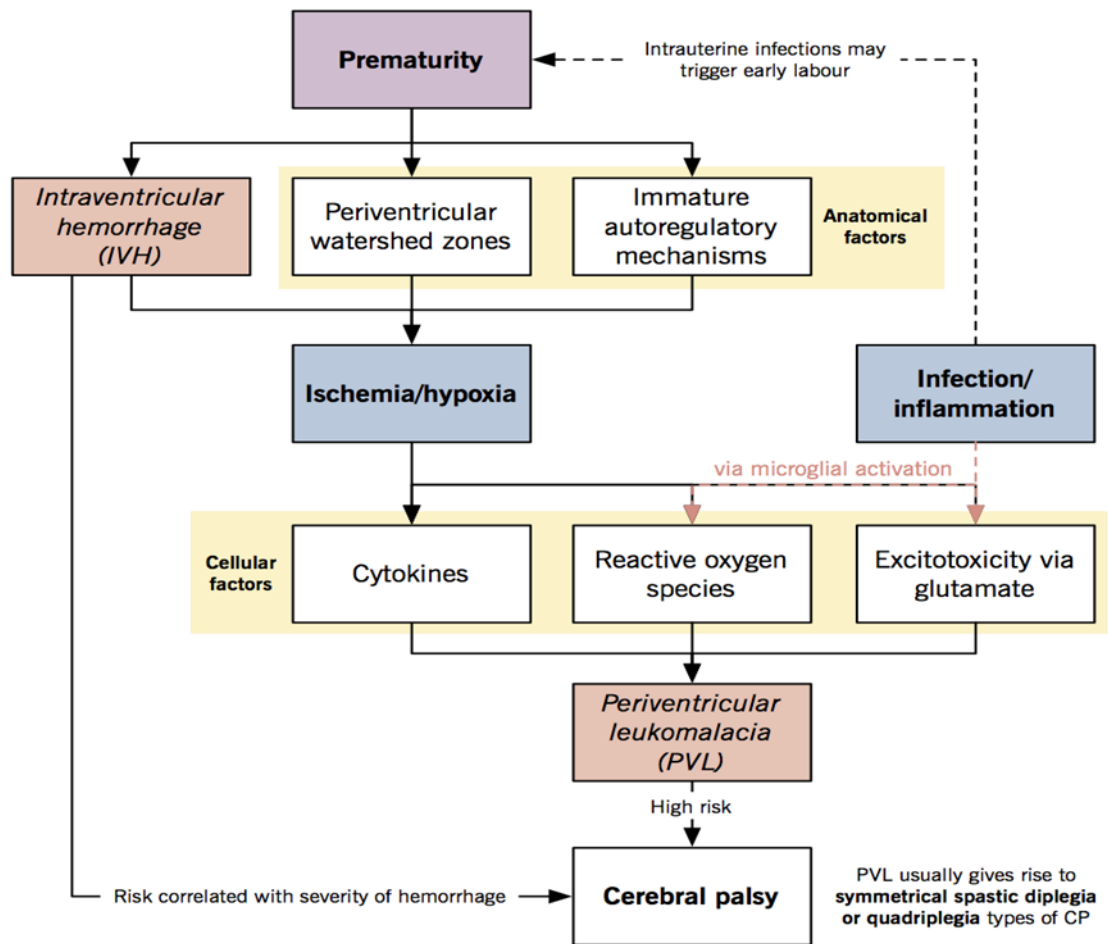 Prematurity
Intrauterine infections may
trigger early labour
Intraventricular
hemorrhage
(IVH)
Periventricular
watershed zones
Immature
autoregulatory
mechanisms
Anatomical
factors
Ischemia/hypoxia
Infection/
inflammation
via microglial activation
Cellular
factors
Cytokines
Reactive oxygen
species
Excitotoxicity via
glutamate
Periventricular
leukomalacia
(PVL)
High risk
Risk correlated with severity of hemorrhage
Cerebral palsy
PVL usually gives rise to
symmetrical spastic diplegia
or quadriplegia types of CP